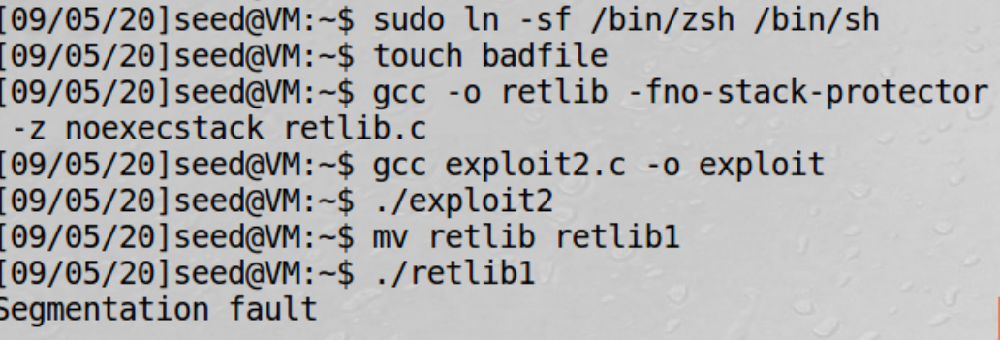 [09/05/20]seed@VM:~$ sudo ln -sf /bin/zsh /bin/sh
[09/05/20]seed@VM:~$ touch badfile
[09/05/20]seed@VM:~$ gcc -o retlib -fno-stack-protector
-z noexecstack retlib.c
[09/05/20]seed@VM:~$ gcc exploit2.c -o exploit
[09/05/20]seed@VM:~$ ./exploit2
[09/05/20]seed@VM:~$ mv retlib retlib1
[09/05/20]seed@VM:~$ ./retlib1
Segmentation fault